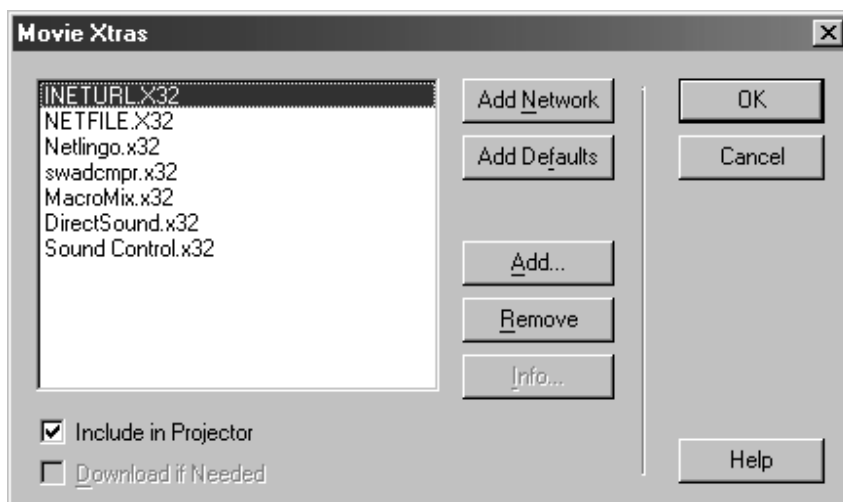 Movie Xtras
INETURL.X32
NETFILE.X32
Netlingo.x32
swadcmpr.x32
MacroMix.x32
DirectSound.x32
Sound Control.x32
Add Network
Add Defaults
Add...
Remove
Info...
OK
Cancel
Help
Include in Projector
Download if Needed